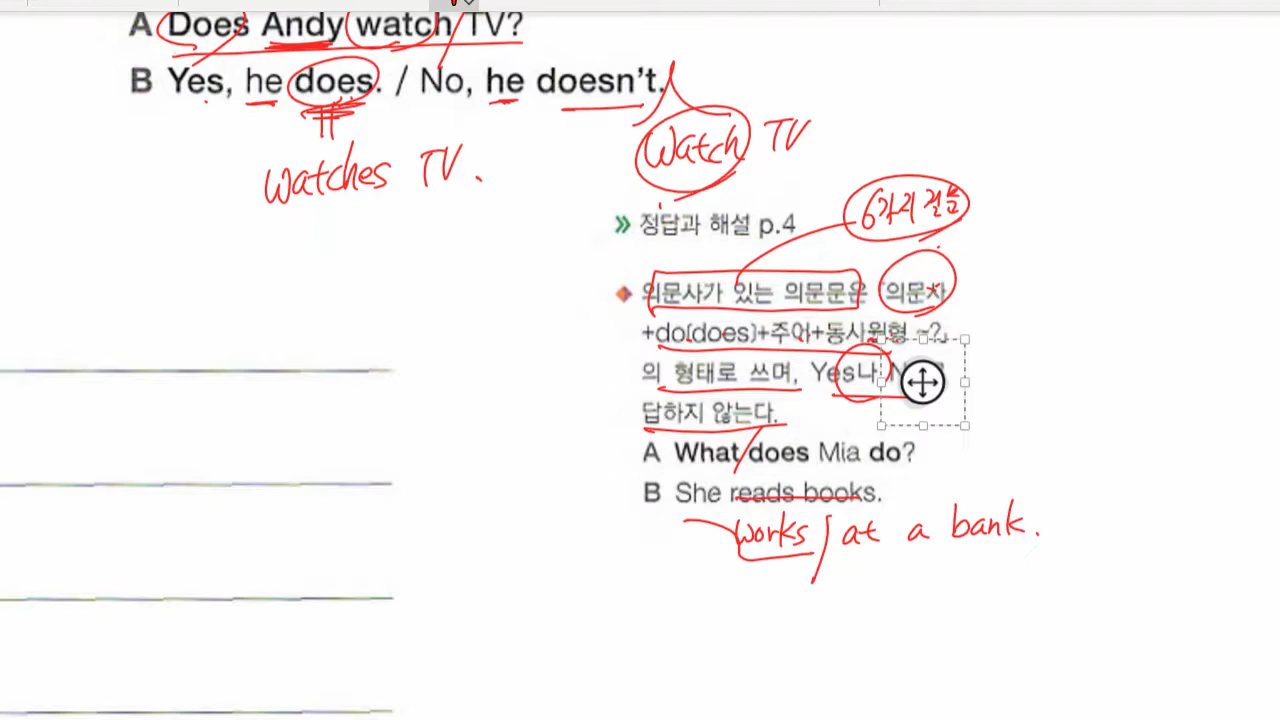 A Does Andy watch TV?
B Yes, he does. / No, he doesn't.
watches TV.
Watch TV
6가지 질문
» 정답과 해설 p.4
의문사가 있는 의문문은 「의문사
+do(does)+주어+동사원형 ~?」
의 형태로 쓰며, Yes나
답하지 않는다.
A What does Mia do?
B She reads books.
works / at a bank.